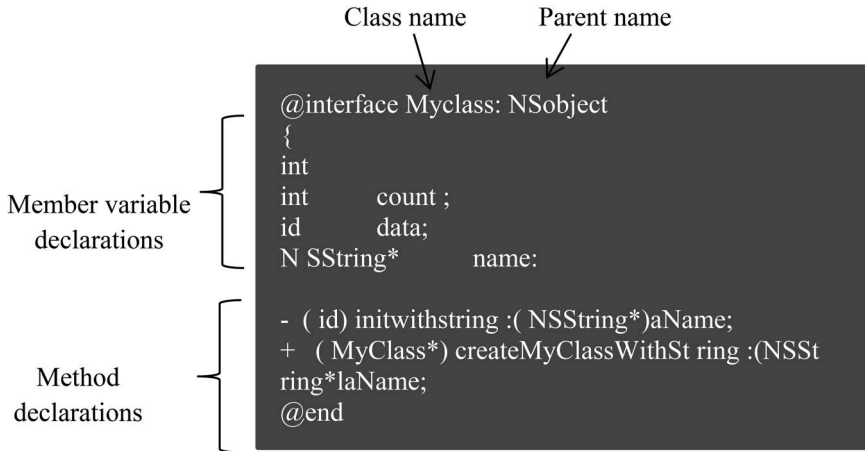 Class name Parent name
@interface Myclass: NSobject
{
int
int count ;
id data;
N SString* name:
Member variable
declarations
- ( id) initwithstring :( NSString*)aName;
+ ( MyClass*) createMyClassWithSt ring :(NSSt
ring*laName;
@end
Method
declarations